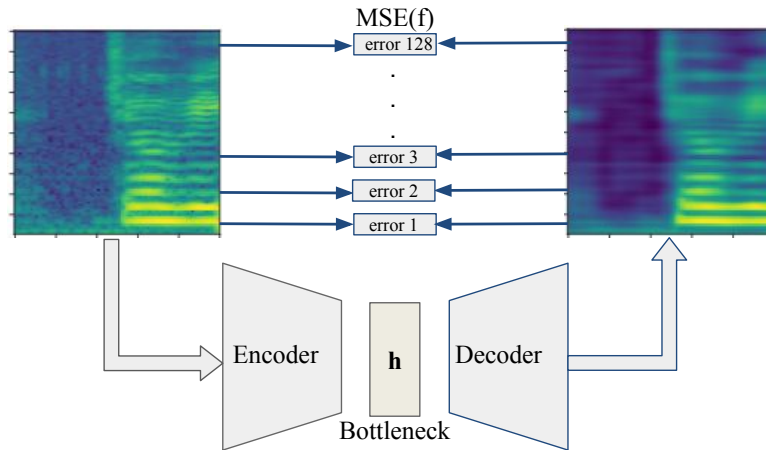 MSE(f)
error 128
.
.
.
error 3
error 2
error 1
Encoder
h
Decoder
Bottleneck